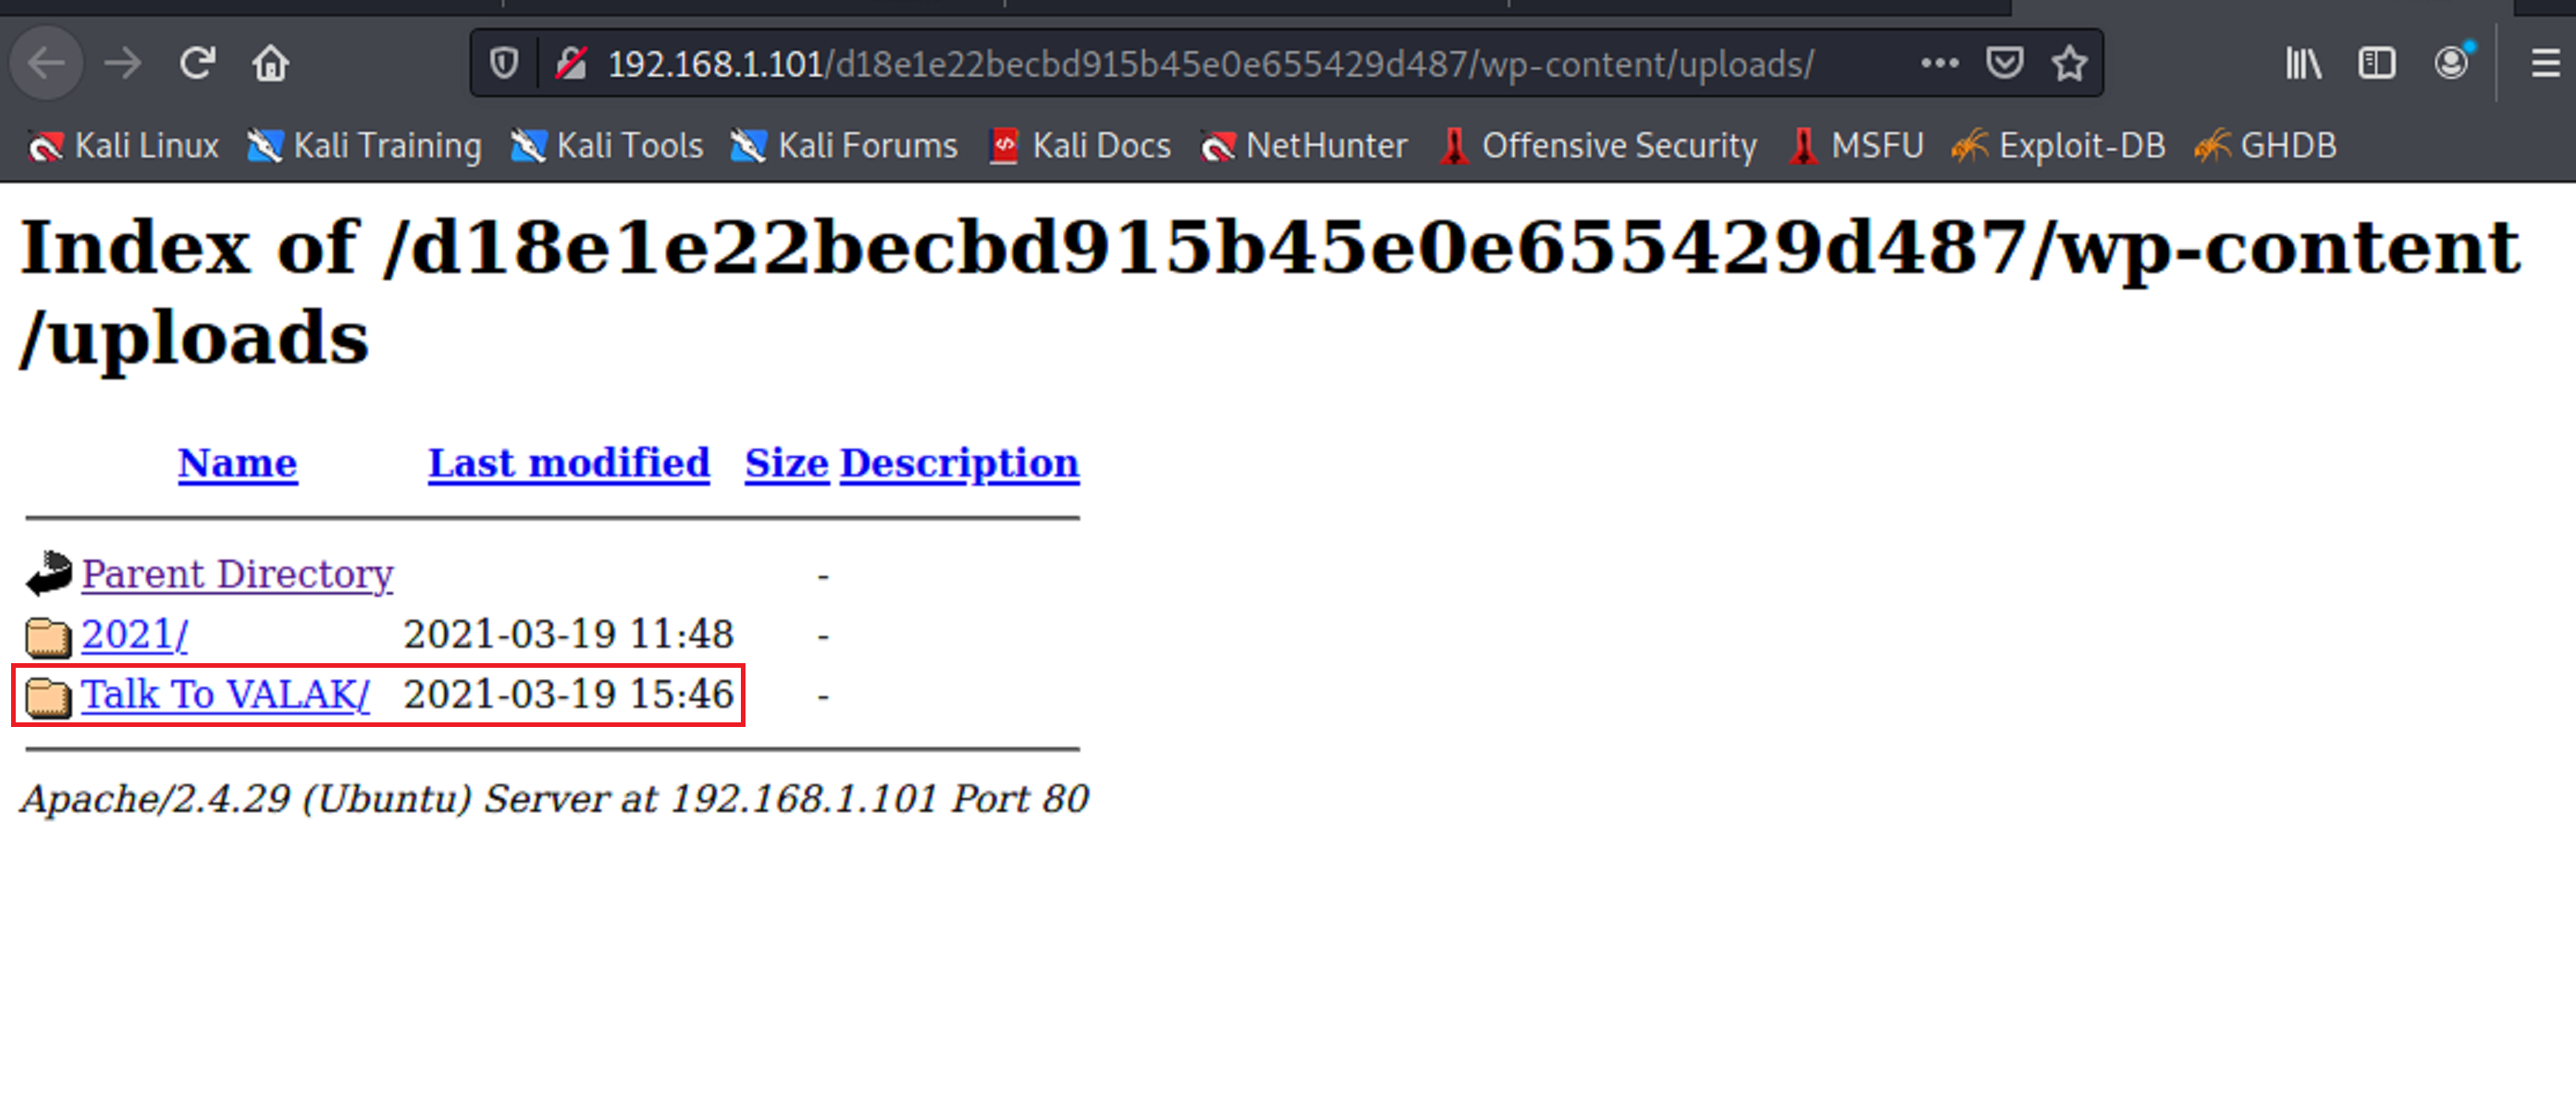 192.168.1.101/d18e1e22becbd915b45e0e655429d487/wp-content/uploads/
Kali Linux Kali Training Kali Tools Kali Forums Kali Docs NetHunter Offensive Security MSFU Exploit-DB GHDB
Index of /d18e1e22becbd915b45e0e655429d487/wp-content
/uploads
Name Last modified Size Description
Parent Directory -
2021/ 2021-03-19 11:48 -
Talk To VALAK/ 2021-03-19 15:46 -
Apache/2.4.29 (Ubuntu) Server at 192.168.1.101 Port 80